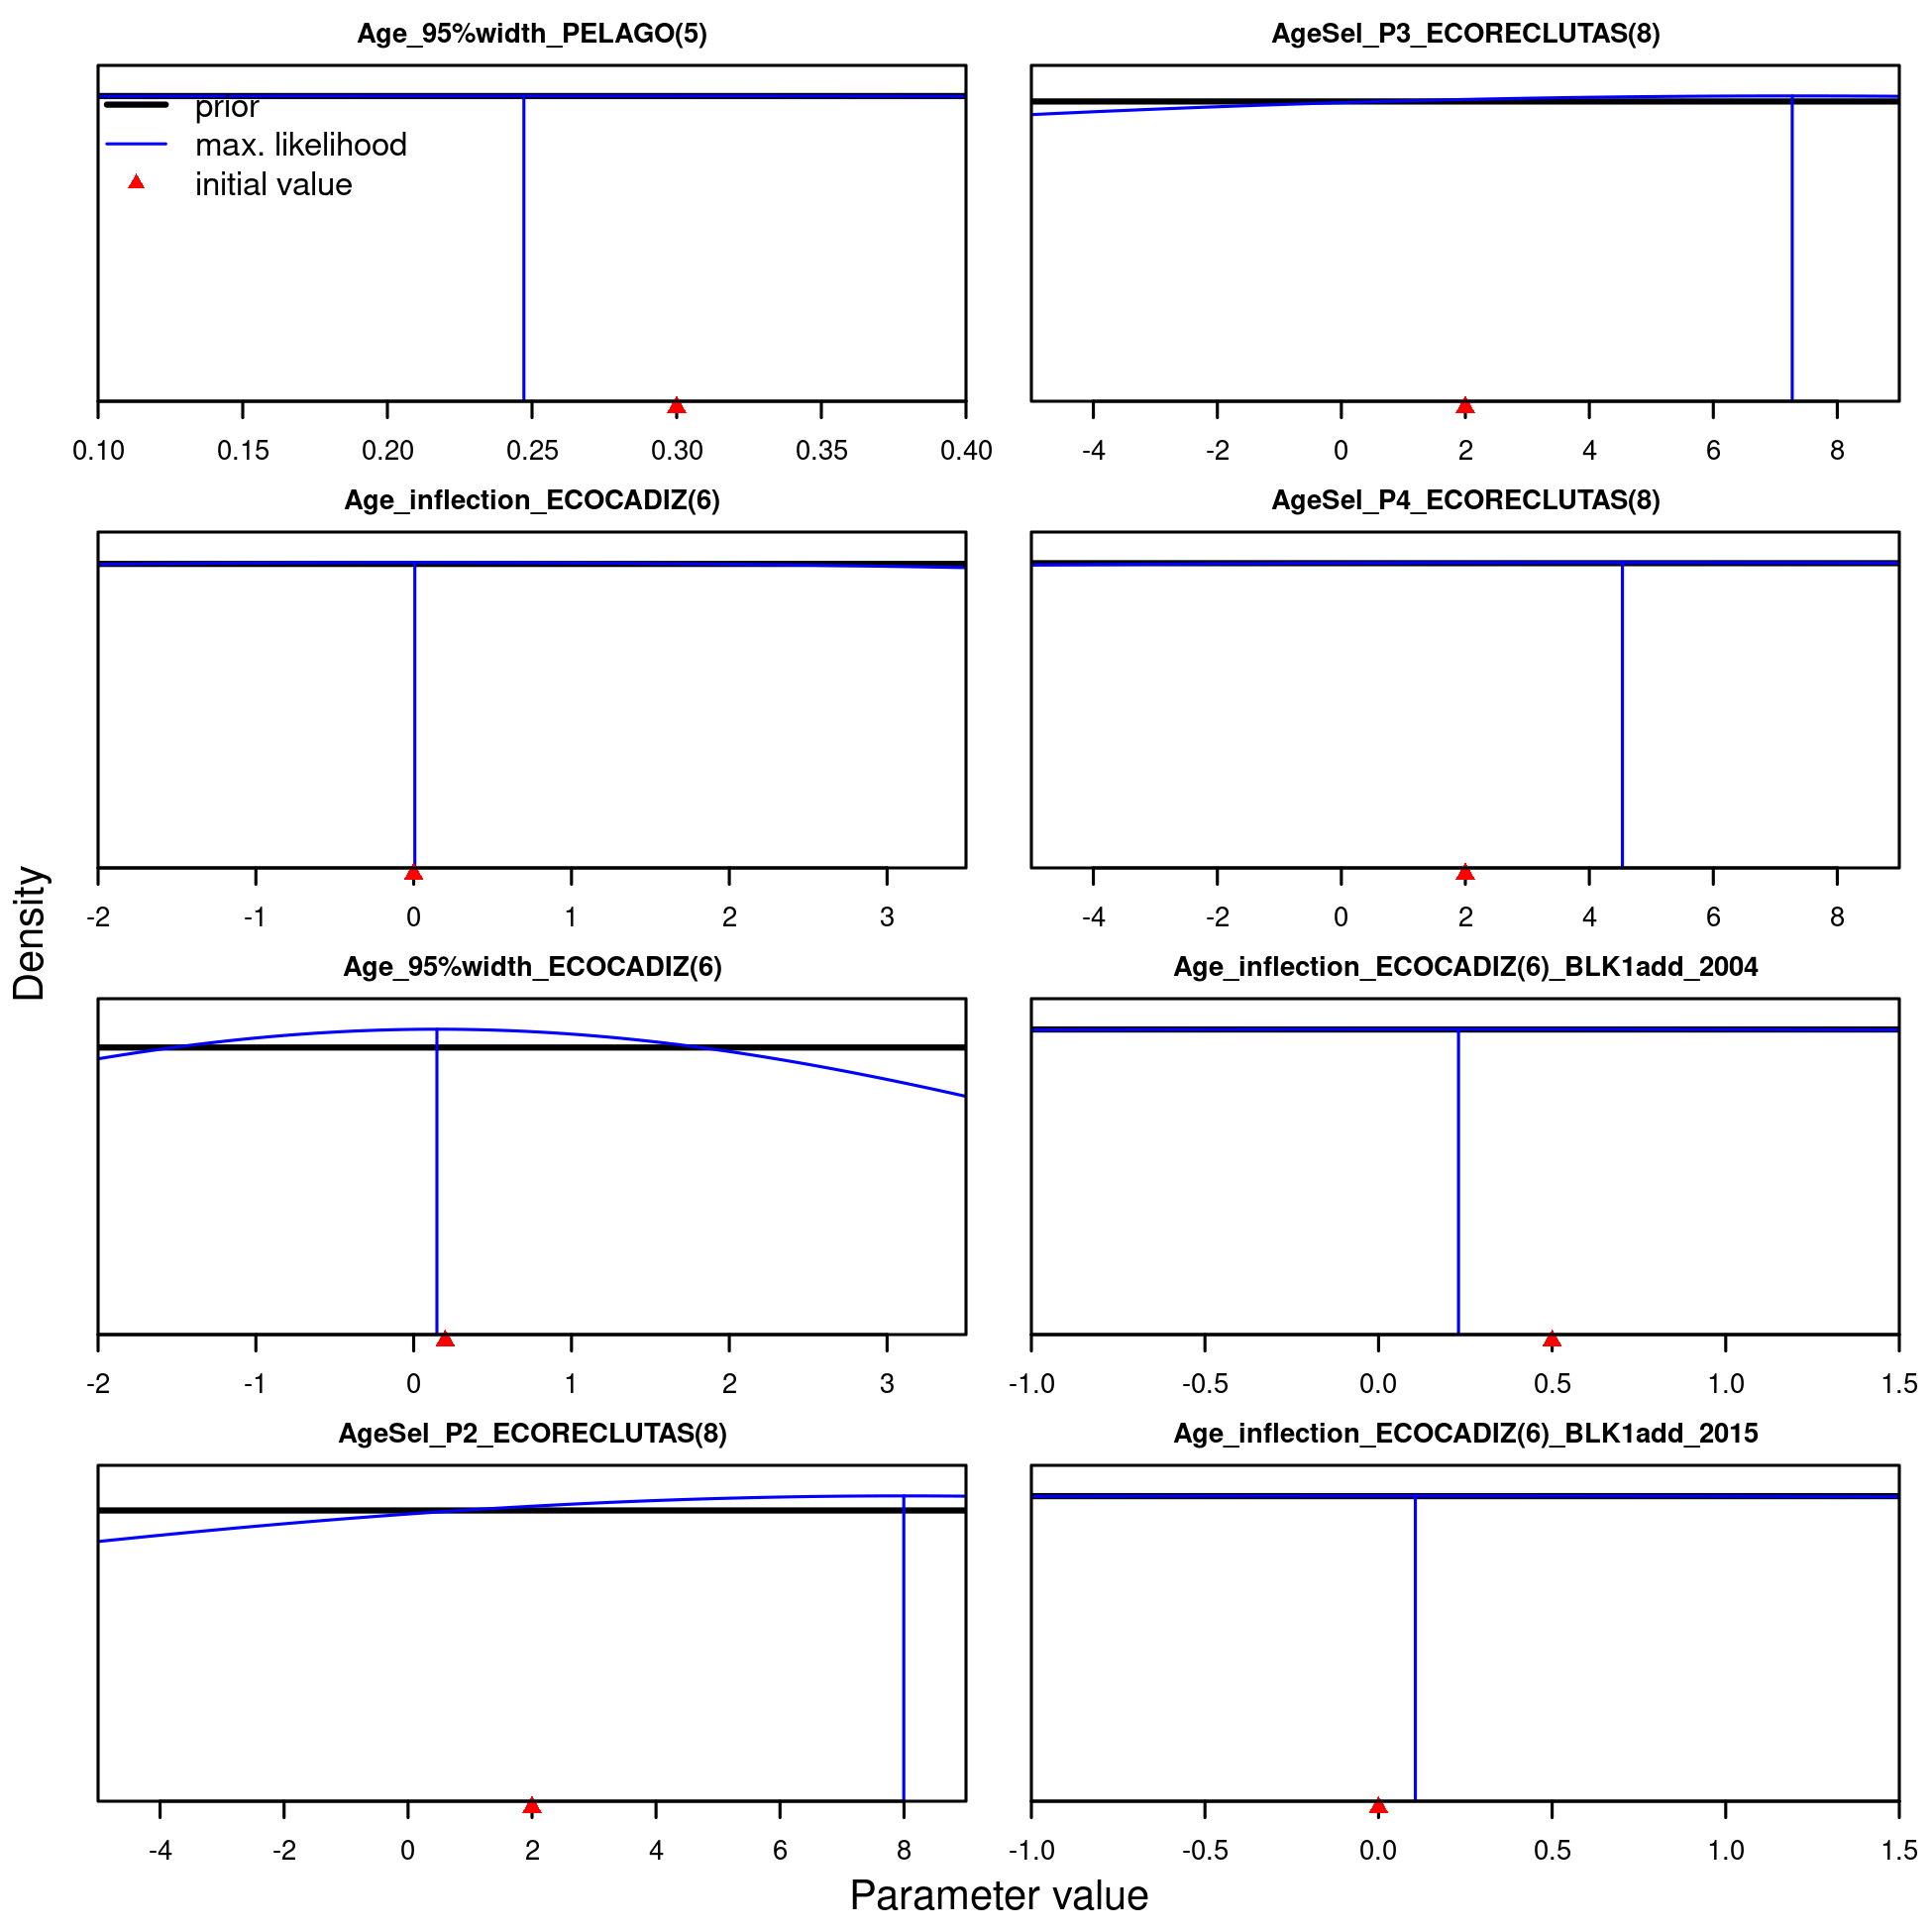 Age_95%width_PELAGO(5)
prior
max. likelihood
initial value
0.10 0.15 0.20 0.25 0.30 0.35 0.40
Age_inflection_ECOCADIZ(6)
-2 -1 0 1 2 3
Age_95%width_ECOCADIZ(6)
-2 -1 0 1 2 3
AgeSel_P2_ECORECLUTAS(8)
-4 -2 0 2 4 6 8
AgeSel_P3_ECORECLUTAS(8)
-4 -2 0 2 4 6 8
AgeSel_P4_ECORECLUTAS(8)
-4 -2 0 2 4 6 8
Age_inflection_ECOCADIZ(6)_BLK1add_2004
-1.0 -0.5 0.0 0.5 1.0 1.5
Age_inflection_ECOCADIZ(6)_BLK1add_2015
-1.0 -0.5 0.0 0.5 1.0 1.5
Parameter value
Density